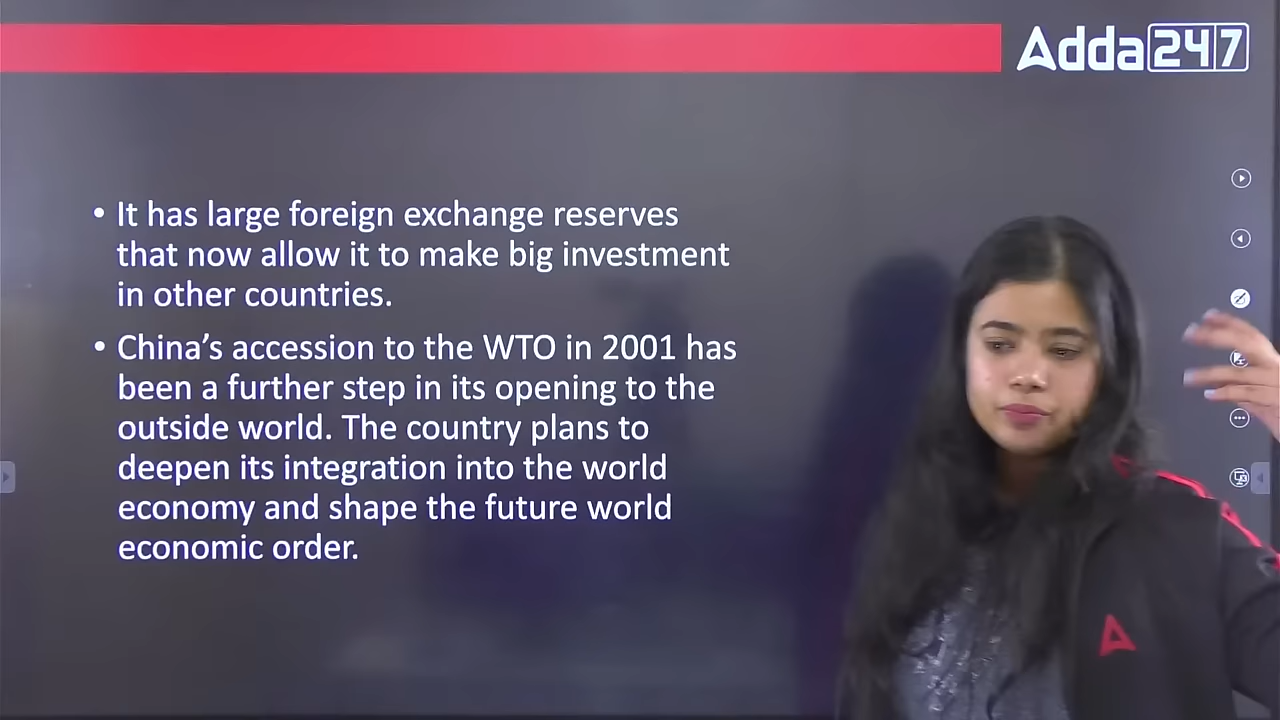 Adda247
• It has large foreign exchange reserves
that now allow it to make big investment
in other countries.
• China’s accession to the WTO in 2001 has
been a further step in its opening to the
outside world. The country plans to
deepen its integration into the world
economy and shape the future world
economic order.